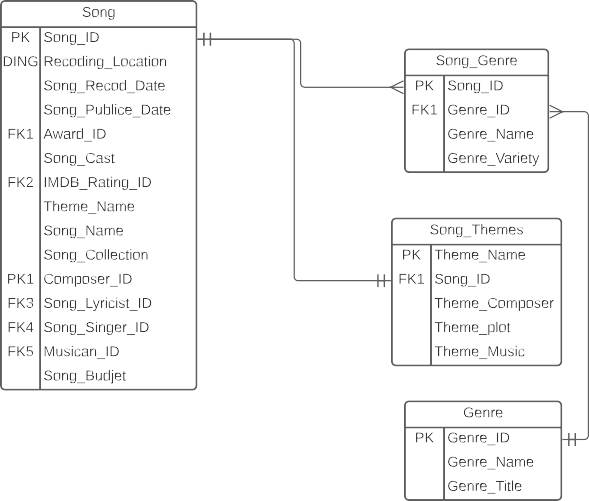 Song
PK Song_ID
DING Recoding_Location
Song_Recod_Date
Song_Publice_Date
FK1 Award_ID
Song_Cast
FK2 IMDB_Rating_ID
Theme_Name
Song_Name
Song_Collection
PK1 Composer_ID
FK3 Song_Lyricist_ID
FK4 Song_Singer_ID
FK5 Musican_ID
Song_Budjet
Song_Genre
PK Song_ID
FK1 Genre_ID
Genre_Name
Genre_Variety
Song_Themes
PK Theme_Name
FK1 Song_ID
Theme_Composer
Theme_plot
Theme_Music
Genre
PK Genre_ID
Genre_Name
Genre_Title